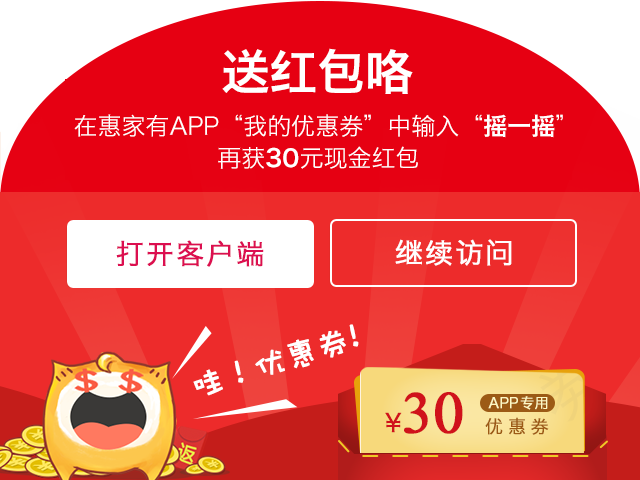 送红包咯
在惠家有APP“我的优惠券”中输入“摇一摇”
再获30元现金红包
打开客户端
继续访问
哇！优惠券！
$ $
返
¥30
APP专用
优惠券